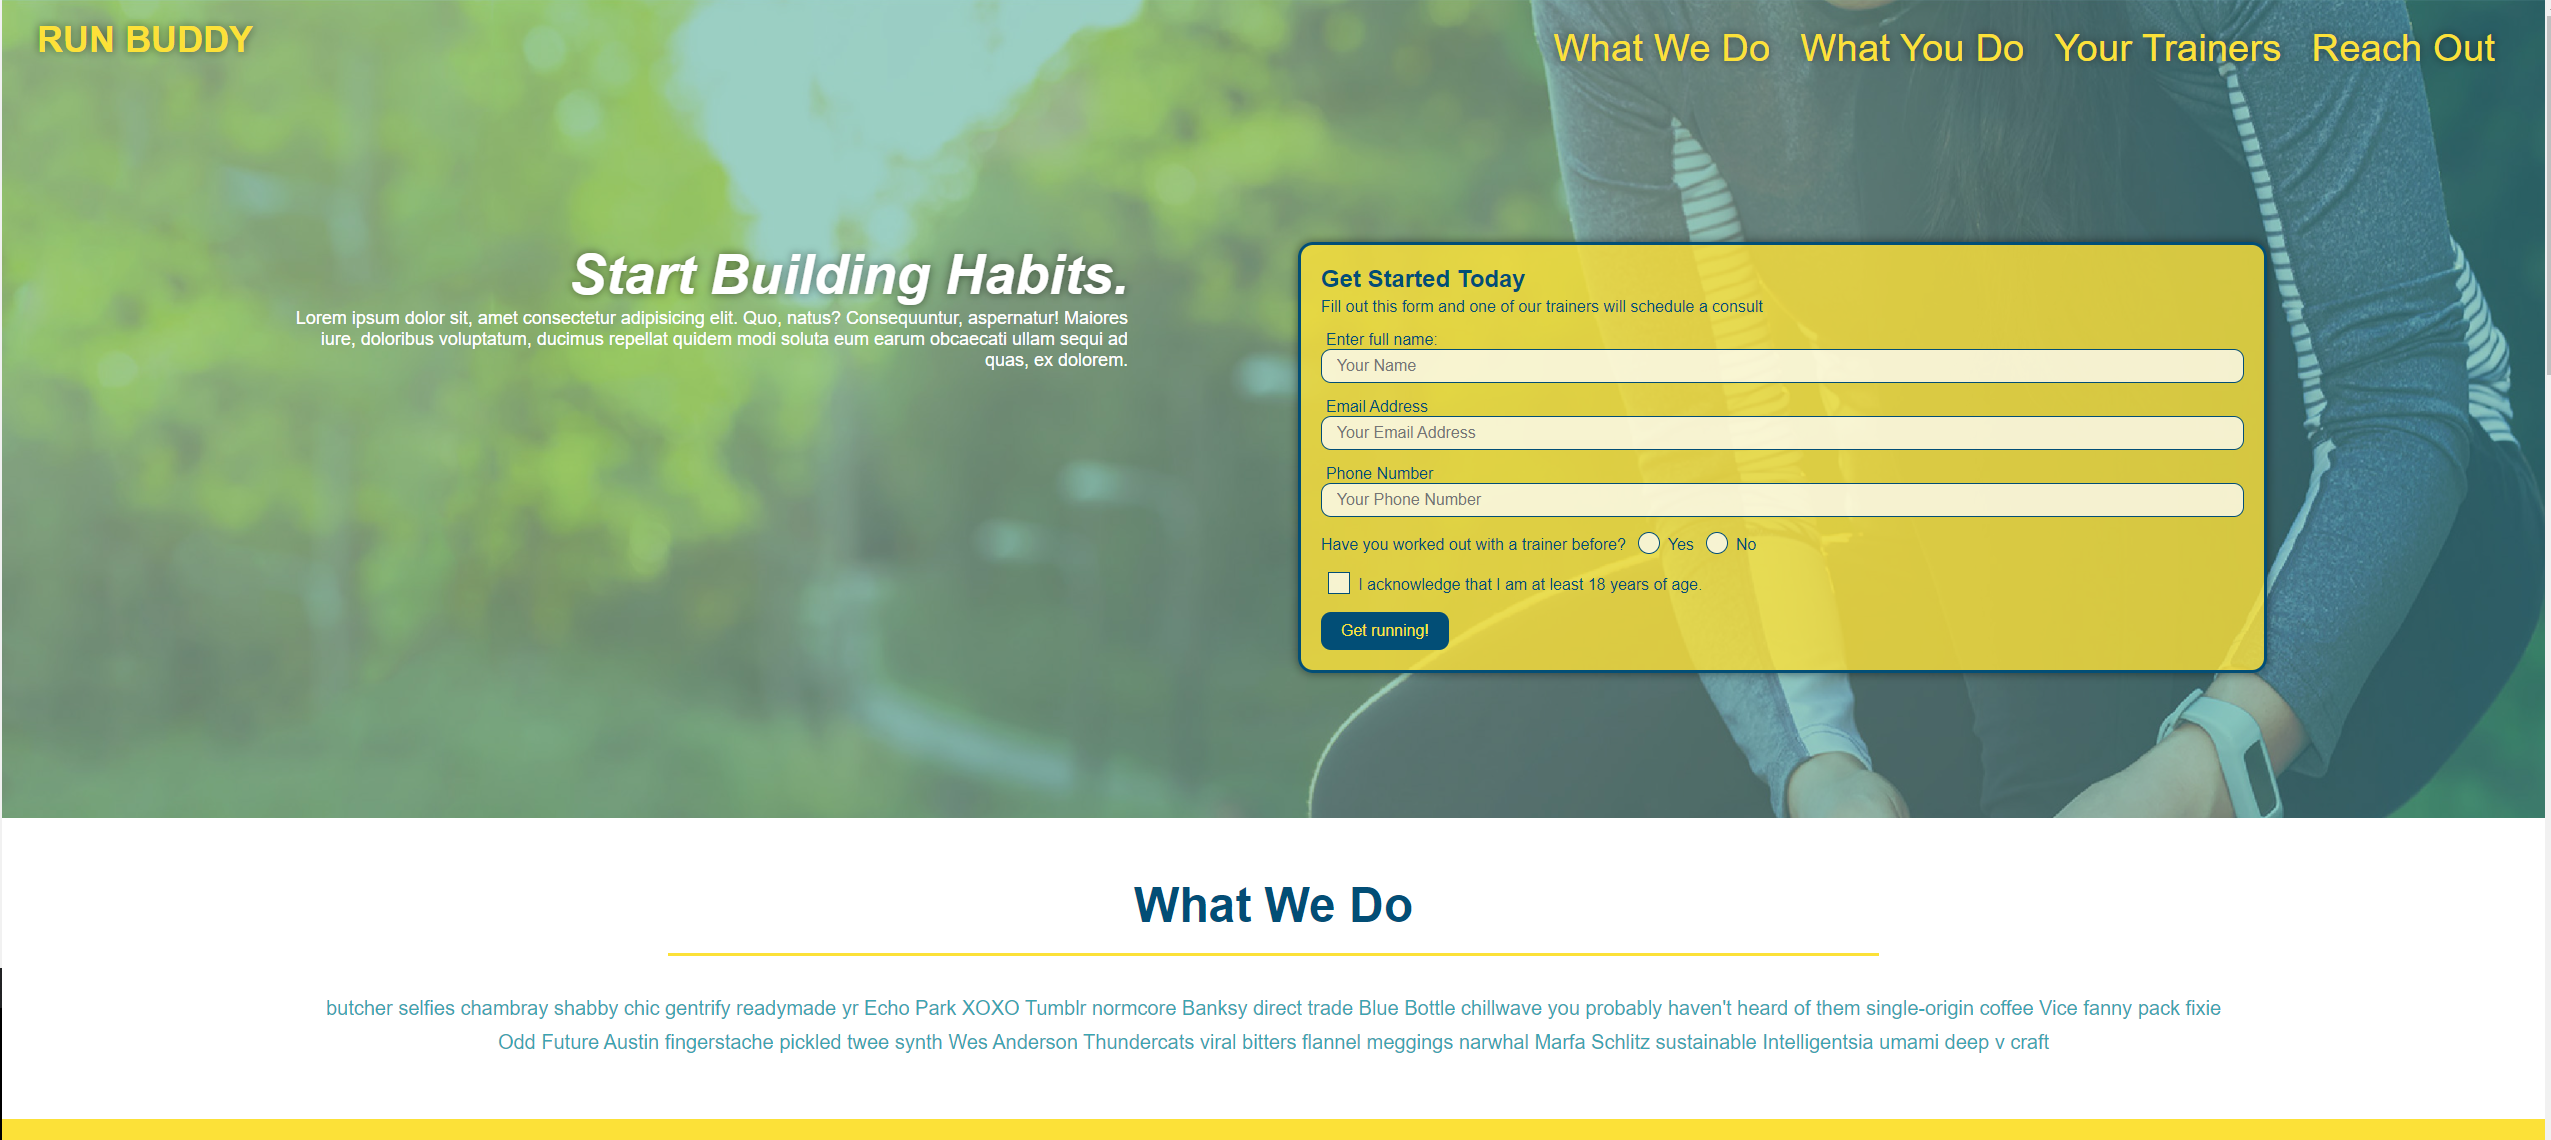 RUN BUDDY
What We Do What You Do Your Trainers Reach Out
Start Building Habits.
Lorem ipsum dolor sit, amet consectetur adipisicing elit. Quo, natus? Consequuntur, aspernatur! Maiores
iure, doloribus voluptatum, ducimus repellat quidem modi soluta eum earum obcaecati ullam sequi ad
quas, ex dolorem.
Get Started Today
Fill out this form and one of our trainers will schedule a consult
Enter full name:
Your Name
Email Address
Your Email Address
Phone Number
Your Phone Number
Have you worked out with a trainer before? Yes No
I acknowledge that I am at least 18 years of age.
Get running!
What We Do
butcher selfies chambray shabby chic gentrify readymade yr Echo Park XOXO Tumblr normcore Banksy direct trade Blue Bottle chillwave you probably haven't heard of them single-origin coffee Vice fanny pack fixie
Odd Future Austin fingerstache pickled twee synth Wes Anderson Thundercats viral bitters flannel meggings narwhal Marfa Schlitz sustainable Intelligentsia umami deep v craft